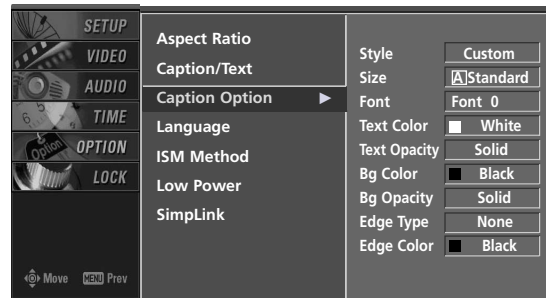 SETUP
VIDEO
AUDIO
TIME
OPTION
LOCK
Move MENU Prev
Aspect Ratio
Caption/Text
Caption Option ▶
Language
ISM Method
Low Power
SimpLink
Style Custom
Size A Standard
Font Font 0
Text Color White
Text Opacity Solid
Bg Color Black
Bg Opacity Solid
Edge Type None
Edge Color Black